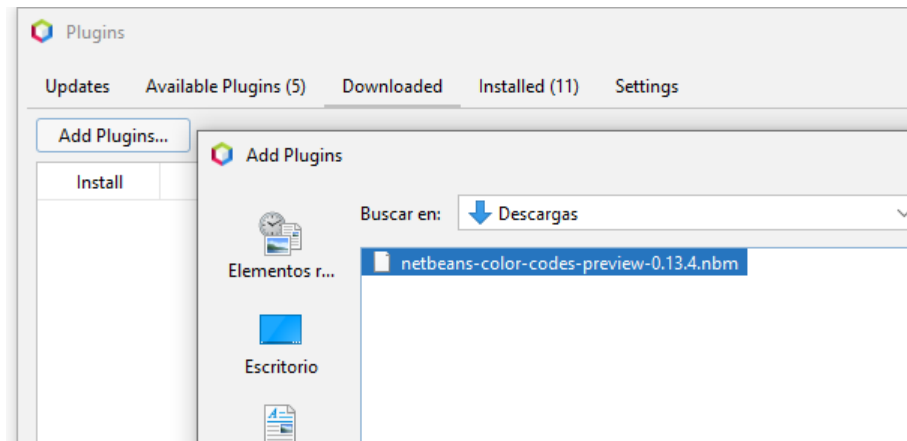 Plugins
Updates Available Plugins (5) Downloaded Installed (11) Settings
Add Plugins...
Add Plugins
Install
Buscar en: Descargas
netbeans-color-codes-preview-0.13.4.nbm
Elementos r...
Escritorio